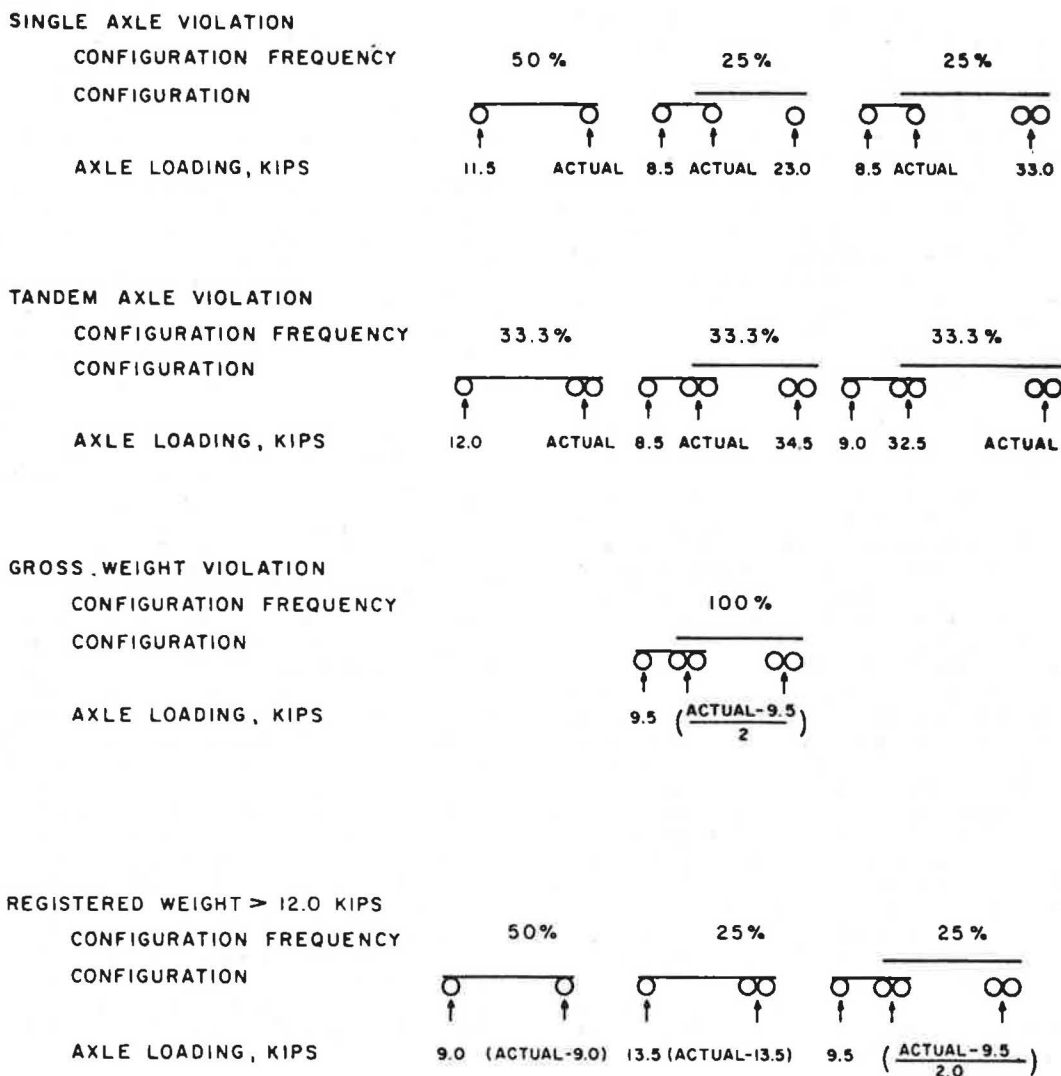 SINGLE AXLE VIOLATION
CONFIGURATION FREQUENCY 50% 25% 25%
CONFIGURATION
AXLE LOADING, KIPS 11.5 ACTUAL 8.5 ACTUAL 23.0 8.5 ACTUAL 33.0
TANDEM AXLE VIOLATION
CONFIGURATION FREQUENCY 33.3% 33.3% 33.3%
CONFIGURATION
AXLE LOADING, KIPS 12.0 ACTUAL 8.5 ACTUAL 34.5 9.0 32.5 ACTUAL
GROSS.WEIGHT VIOLATION
CONFIGURATION FREQUENCY 100%
CONFIGURATION
AXLE LOADING, KIPS 9.5 (ACTUAL-9.5 / 2)
REGISTERED WEIGHT > 12.0 KIPS
CONFIGURATION FREQUENCY 50% 25% 25%
CONFIGURATION
AXLE LOADING, KIPS 9.0 (ACTUAL-9.0) 13.5 (ACTUAL-13.5) 9.5 (ACTUAL-9.5 / 2.0)